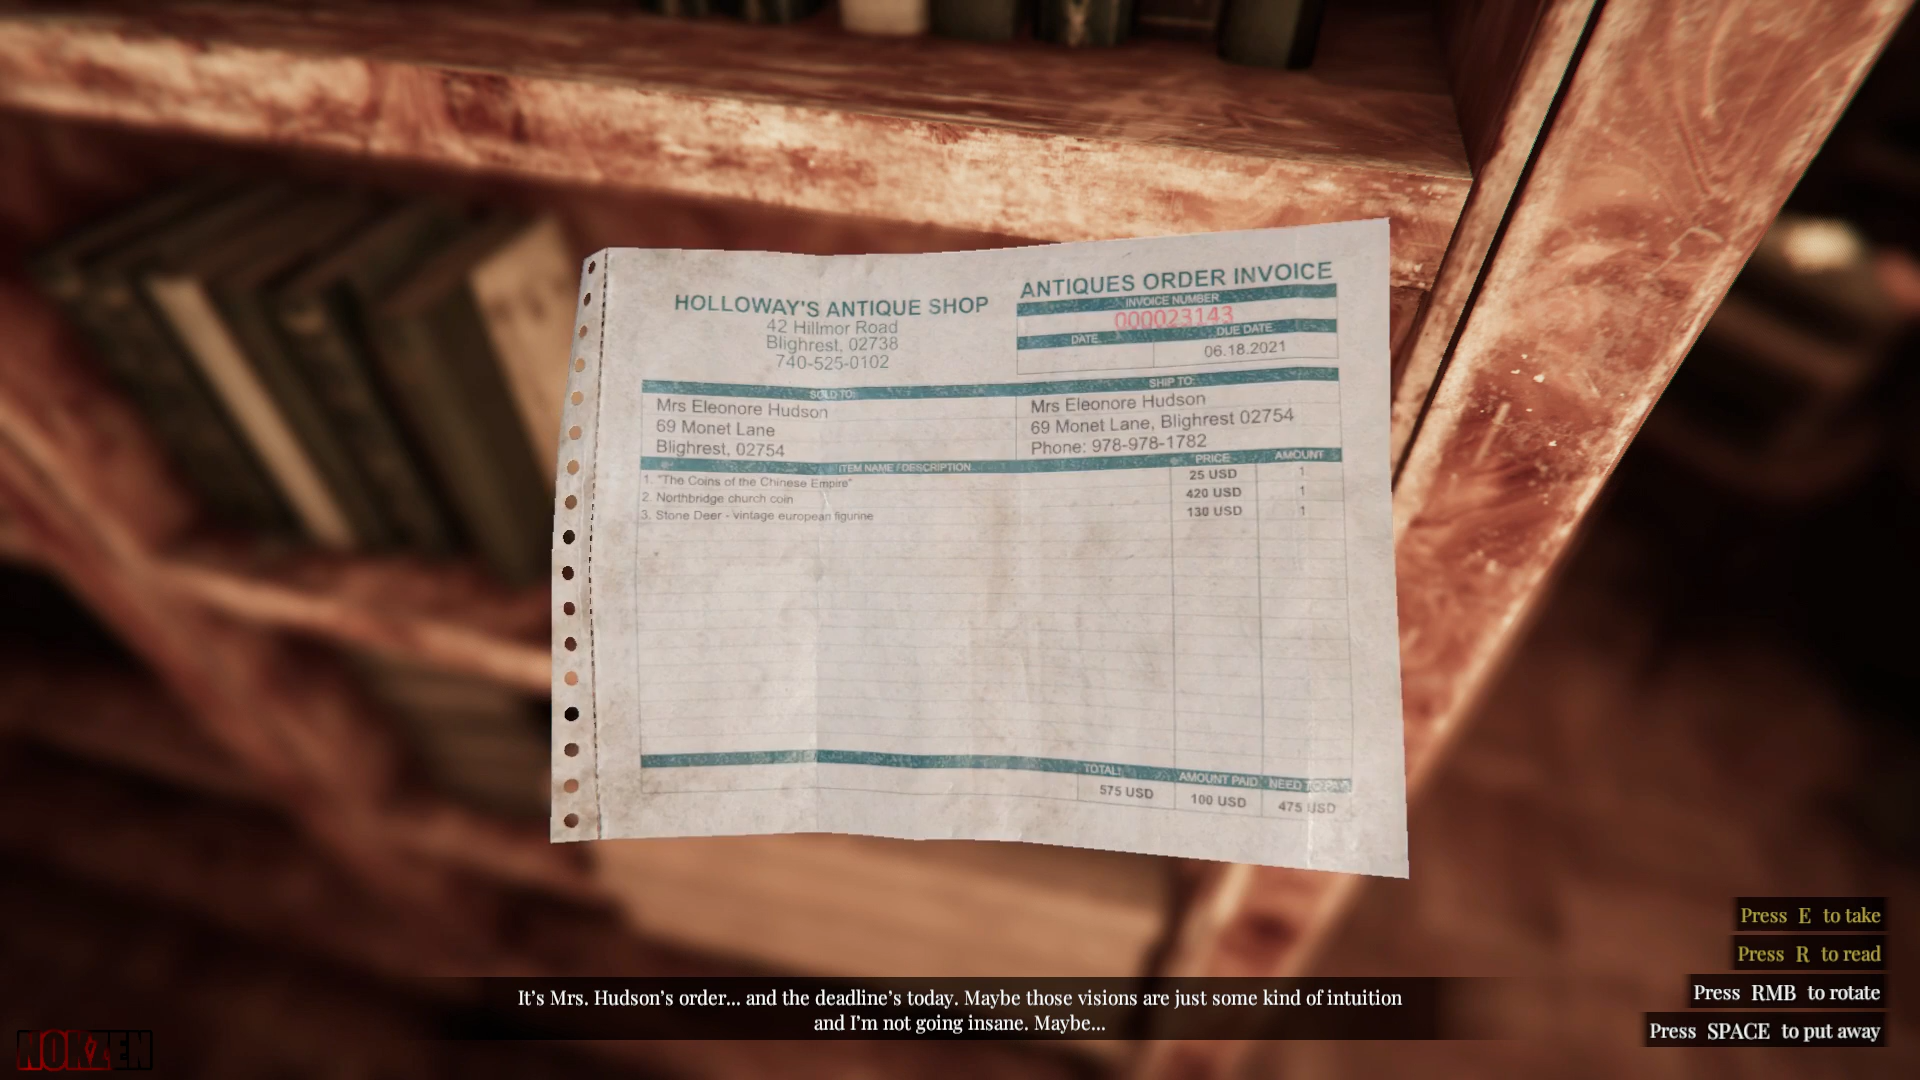 HOLLOWAY'S ANTIQUE SHOP
42 Hillmor Road
Blighrest, 02738
740-525-0102
ANTIQUES ORDER INVOICE
INVOICE NUMBER
000023143
DATE DUE DATE
06.18.2021
SOLD TO:
Mrs Eleonore Hudson
69 Monet Lane
Blighrest, 02754
SHIP TO:
Mrs Eleonore Hudson
69 Monet Lane, Blighrest 02754
Phone: 978-978-1782
ITEM NAME / DESCRIPTION PRICE AMOUNT
1. "The Coins of the Chinese Empire" 25 USD 1
2. Northbridge church coin 420 USD 1
3. Stone Deer - vintage european figurine 130 USD 1
TOTAL: AMOUNT PAID NEED TO PAY
575 USD 100 USD 475 USD
Press E to take
Press R to read
Press RMB to rotate
Press SPACE to put away
It's Mrs. Hudson's order... and the deadline's today. Maybe those visions are just some kind of intuition
and I'm not going insane. Maybe...
NOKZEN